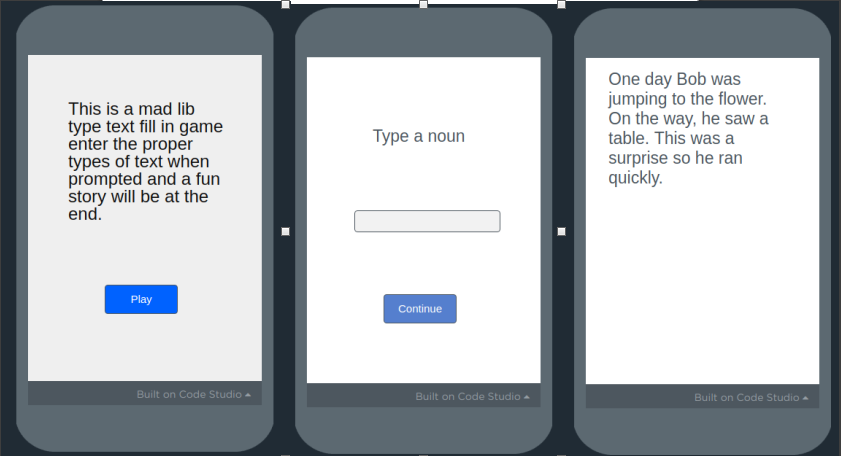 This is a mad lib
type text fill in game
enter the proper
types of text when
prompted and a fun
story will be at the
end.
Play
Built on Code Studio
Type a noun
Continue
Built on Code Studio
One day Bob was
jumping to the flower.
On the way, he saw a
table. This was a
surprise so he ran
quickly.
Built on Code Studio